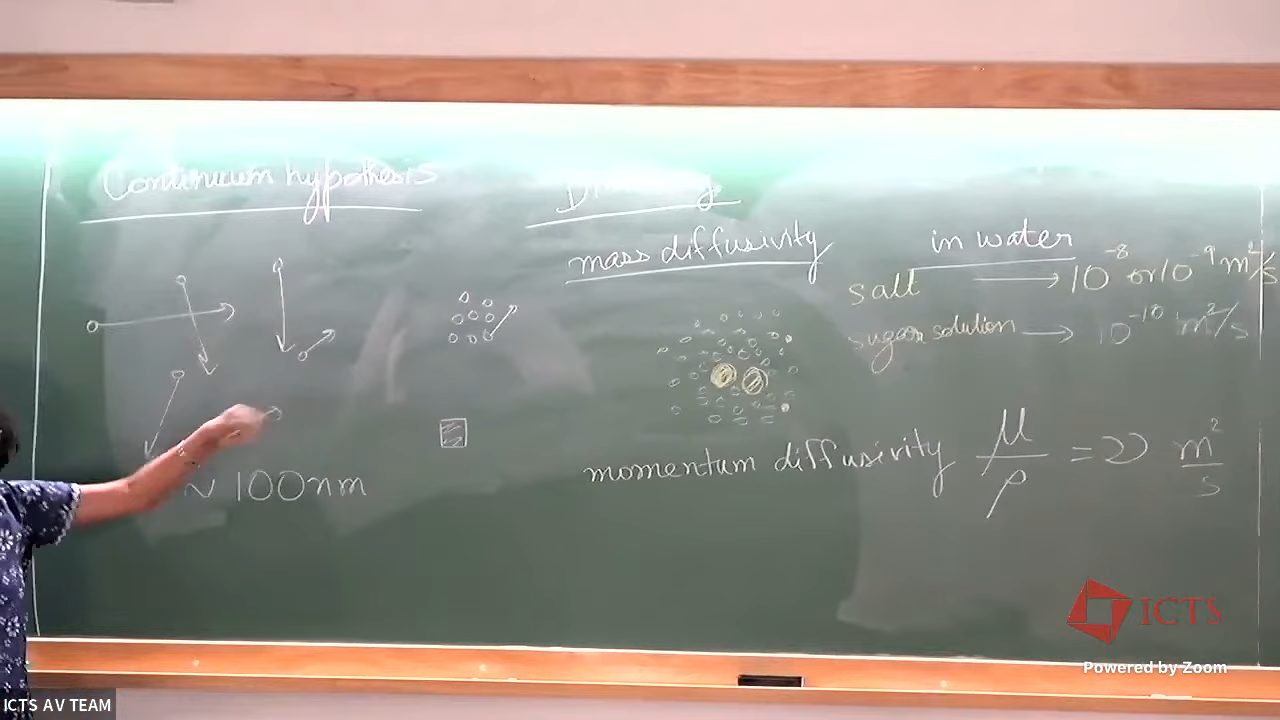 Continuum hypothesis
mass diffusivity
in water
salt → 10⁻⁸ or 10⁻⁹ m²/s
sugar solution → 10⁻¹⁰ m²/s
momentum diffusivity μ/ρ = ν m²/s
~ 100nm
ICTS
Powered by Zoom
ICTS AV TEAM